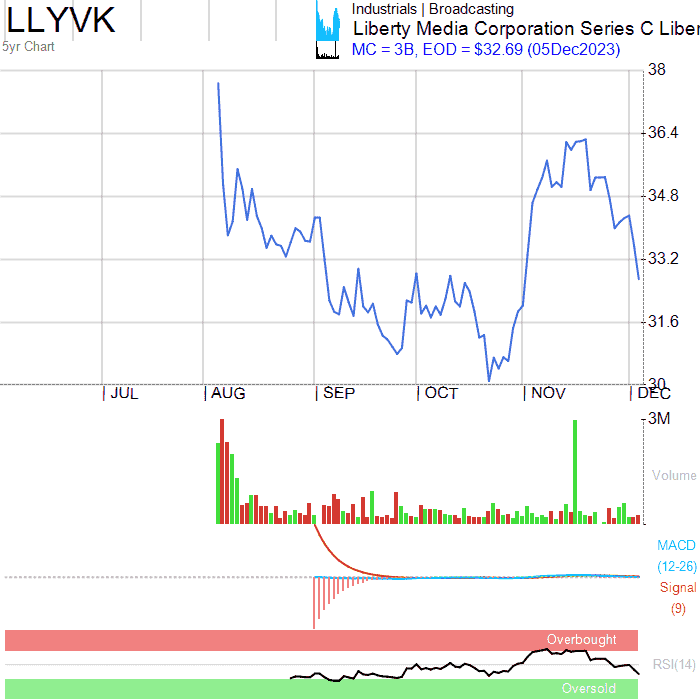 LLYVK
5yr Chart
Industrials | Broadcasting
Liberty Media Corporation Series C Liber
MC = 3B, EOD = $32.69 (05Dec2023)
38
36.4
34.8
33.2
31.6
30
JUL AUG SEP OCT NOV DEC
3M
Volume
MACD
(12-26)
Signal
(9)
Overbought
RSI(14)
Oversold